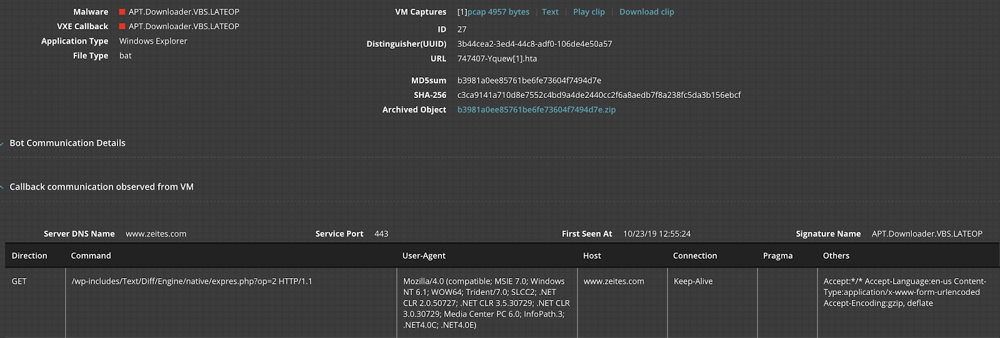 Malware APT.Downloader.VBS.LATEOP
VXE Callback APT.Downloader.VBS.LATEOP
Application Type Windows Explorer
File Type bat
VM Captures [1]pcap 4957 bytes | Text | Play clip | Download clip
ID 27
Distinguisher(UUID) 3b44cea2-3ed4-44c8-adf0-106de4e50a57
URL 747407-Yquew[1].hta
MD5sum b3981a0ee85761be6fe73604f7494d7e
SHA-256 c3ca9141a710d8e7552c4bd9a4de2440cc2f6a8aedb7f8a238fc5da3b156ebcf
Archived Object b3981a0ee85761be6fe73604f7494d7e.zip
Bot Communication Details
Callback communication observed from VM
Server DNS Name www.zeites.com Service Port 443 First Seen At 10/23/19 12:55:24 Signature Name APT.Downloader.VBS.LATEOP
Direction Command User-Agent Host Connection Pragma Others
GET /wp-includes/Text/Diff/Engine/native/expres.php?op=2 HTTP/1.1
Mozilla/4.0 (compatible; MSIE 7.0; Windows
NT 6.1; WOW64; Trident/7.0; SLCC2; .NET
CLR 2.0.50727; .NET CLR 3.5.30729; .NET CLR
3.0.30729; Media Center PC 6.0; InfoPath.3;
.NET4.0C; .NET4.0E)
www.zeites.com
Keep-Alive
Accept:*/* Accept-Language:en-us Content-
Type:application/x-www-form-urlencoded
Accept-Encoding:gzip, deflate